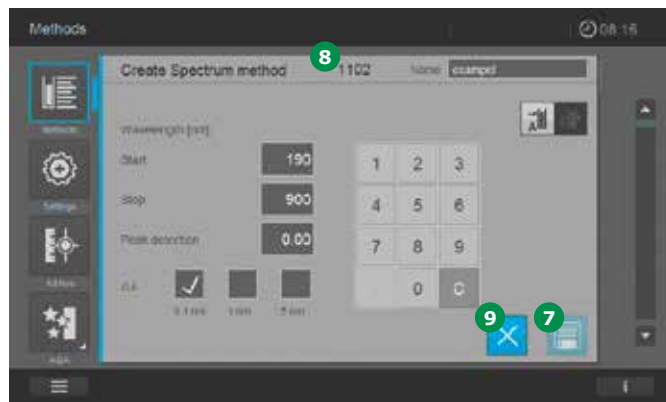 Methods 08:16
8
Create Spectrum method 1102 Name
Methods
Wavelength [nm]
Start 190 1 2 3
Settings
Stop 900 4 5 6
Peak detection 0.00 7 8 9
0 C
1 nm 5 nm
9 7
AQA
i